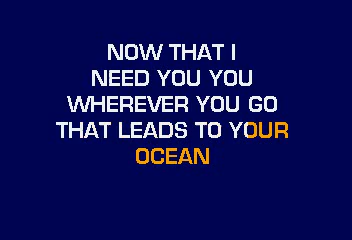 NOW THAT I
NEED YOU YOU
WHEREVER YOU GO
THAT LEADS TO YOUR
OCEAN